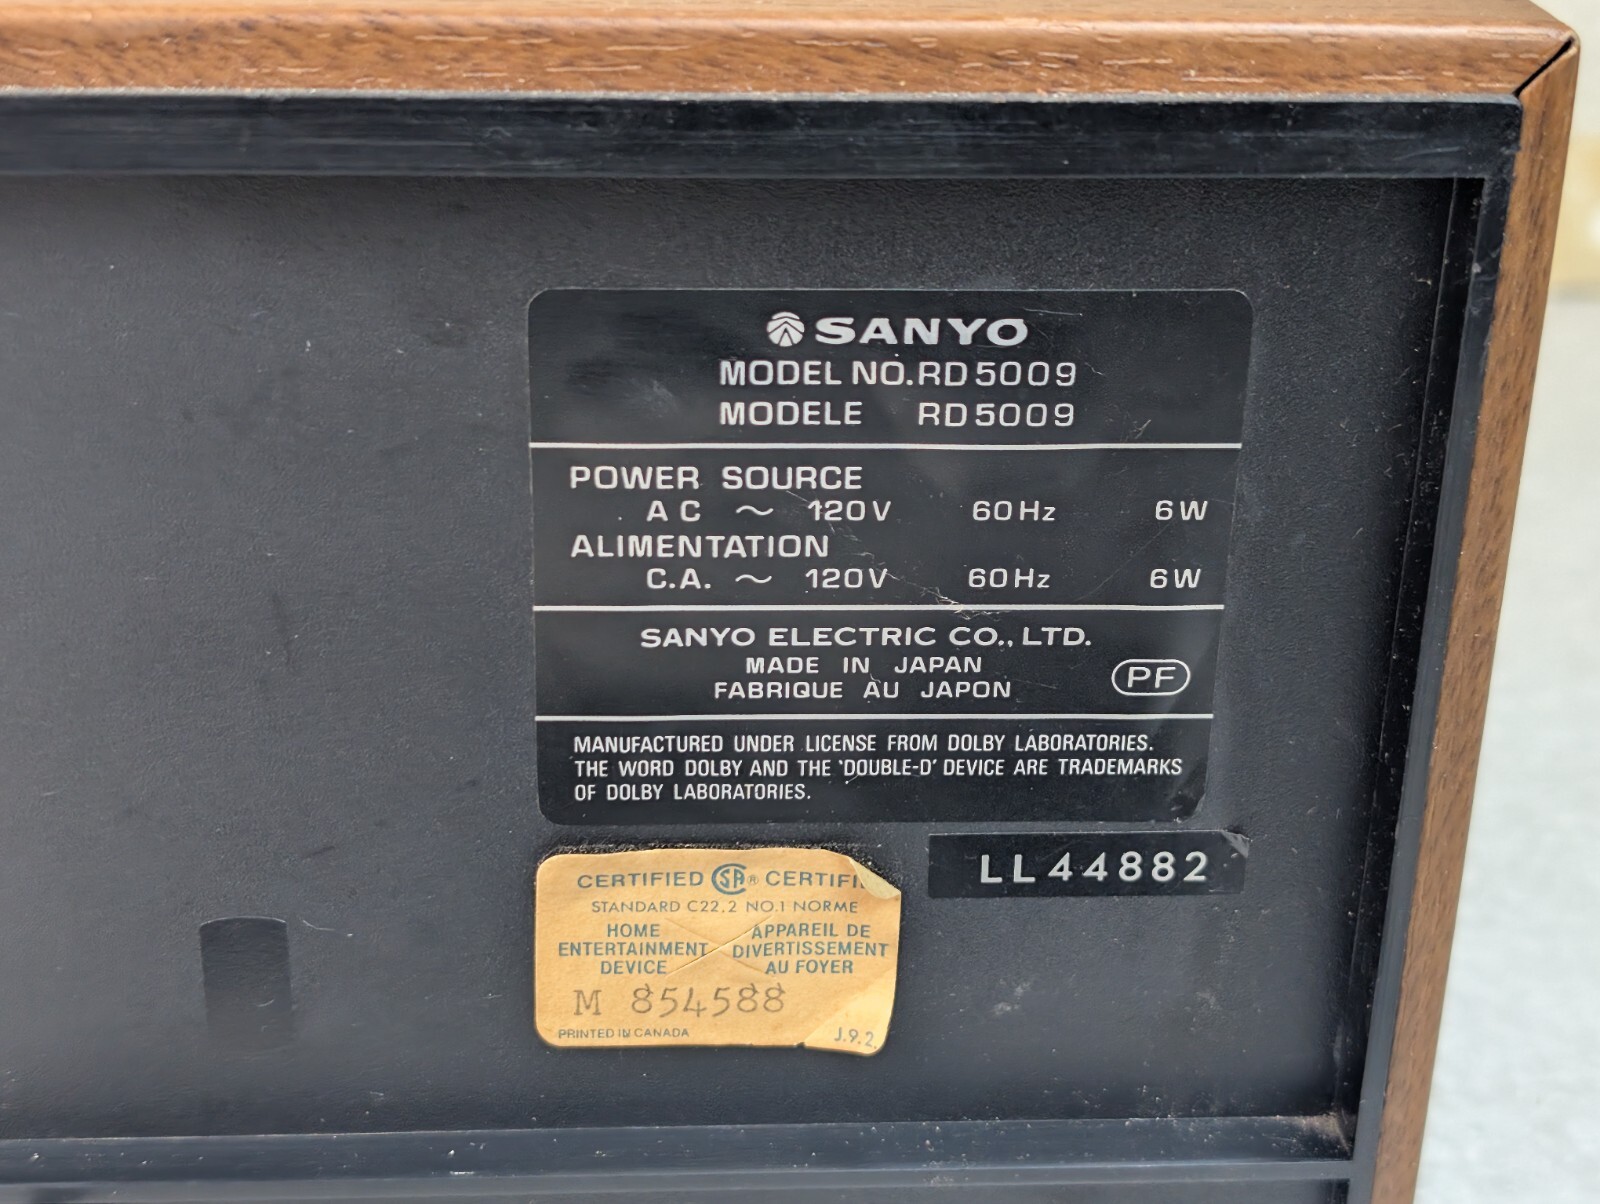 SANYO
MODEL NO. RD5009
MODELE RD5009
POWER SOURCE
AC ~ 120V 60Hz 6W
ALIMENTATION
C.A. ~ 120V 60Hz 6W
SANYO ELECTRIC CO., LTD.
MADE IN JAPAN
FABRIQUE AU JAPON
PF
MANUFACTURED UNDER LICENSE FROM DOLBY LABORATORIES.
THE WORD DOLBY AND THE 'DOUBLE-D' DEVICE ARE TRADEMARKS
OF DOLBY LABORATORIES.
LL44882
CERTIFIED SA ® CERTIFI
STANDARD C22.2 NO.1 NORME
HOME APPAREIL DE
ENTERTAINMENT DIVERTISSEMENT
DEVICE AU FOYER
M 854588
PRINTED IN CANADA J.9.2.